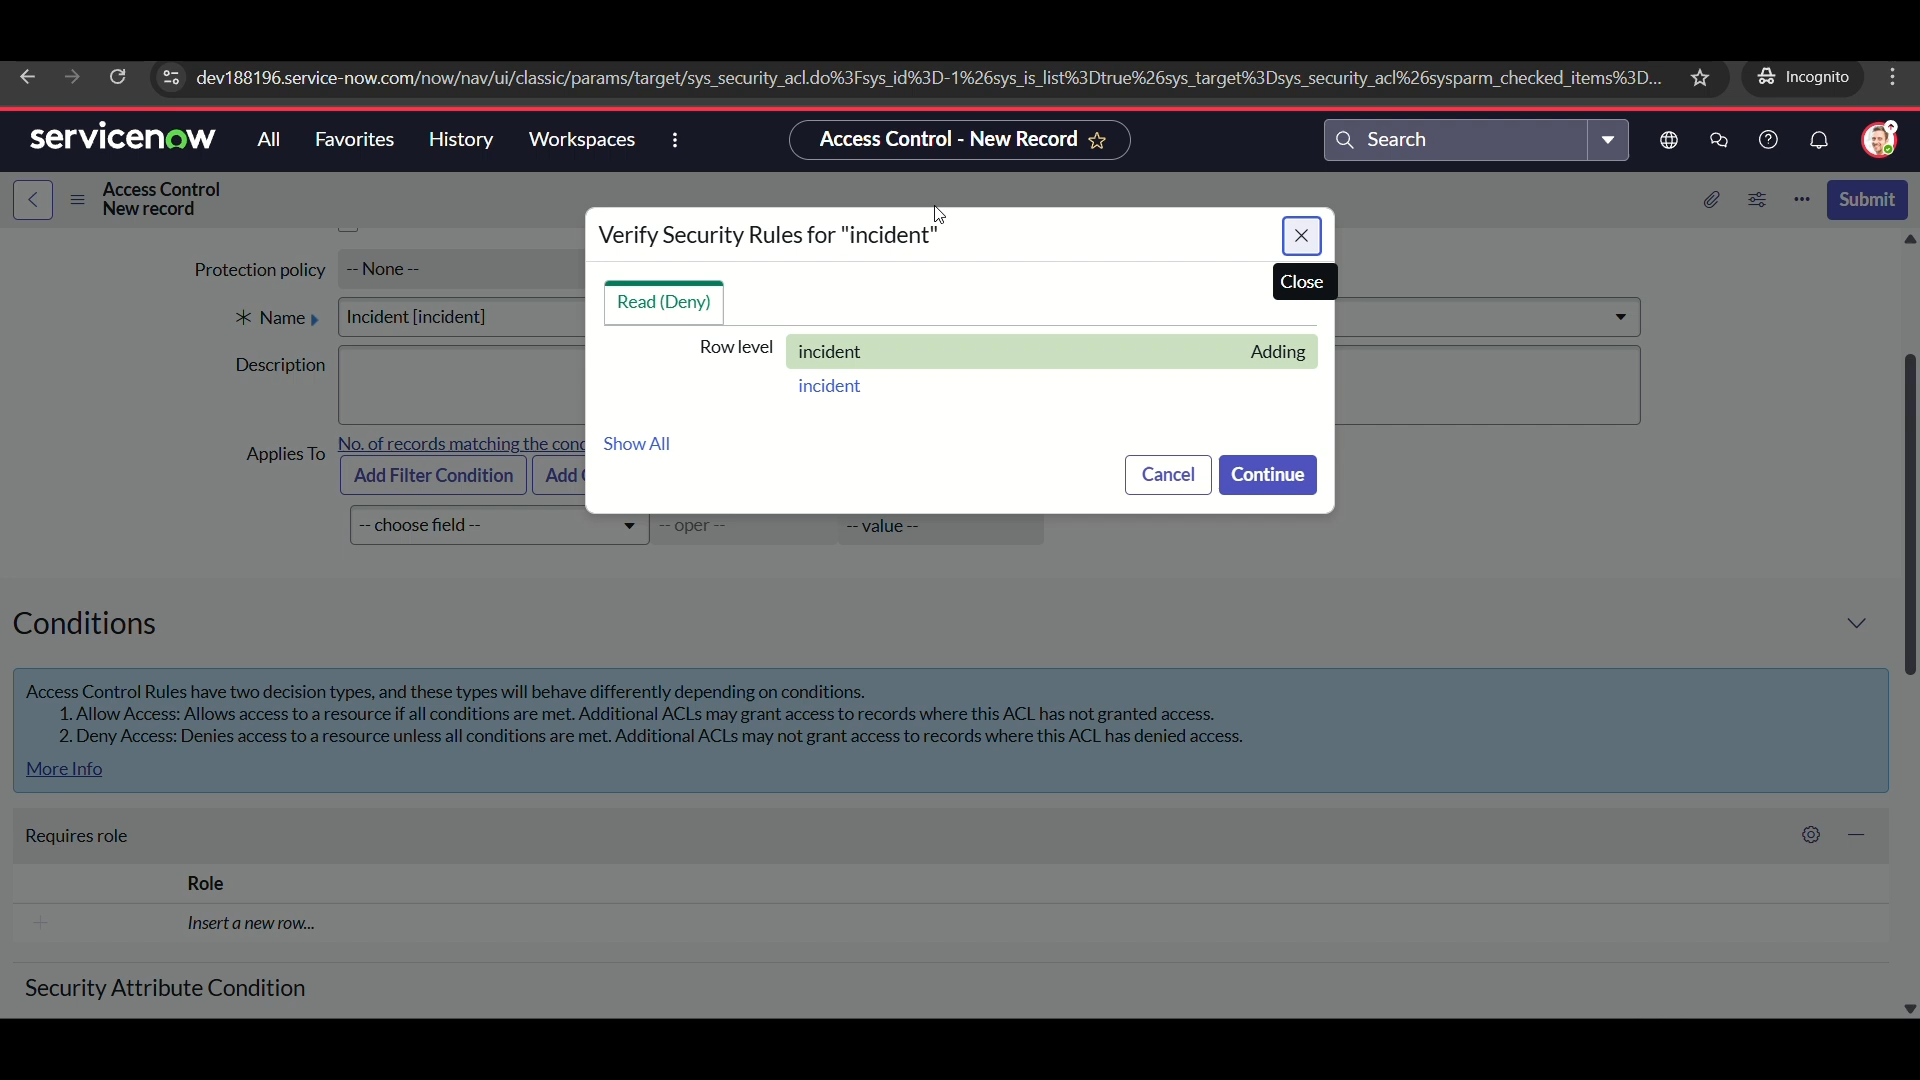 dev188196.service-now.com/now/nav/ui/classic/params/target/sys_security_acl.do%3Fsys_id%3D-1%26sys_is_list%3Dtrue%26sys_target%3Dsys_security_acl%26sysparm_checked_items%3D...
Incognito
servicenow
All
Favorites
History
Workspaces
Access Control - New Record
Search
Access Control
New record
Submit
Verify Security Rules for "incident"
Close
Read (Deny)
Row level
incident
Adding
incident
Show All
Cancel
Continue
Protection policy
-- None --
Name
Incident [incident]
Description
Applies To
No. of records matching the cond
Add Filter Condition
Add
-- choose field --
-- oper --
-- value --
Conditions
Access Control Rules have two decision types, and these types will behave differently depending on conditions.
1. Allow Access: Allows access to a resource if all conditions are met. Additional ACLs may grant access to records where this ACL has not granted access.
2. Deny Access: Denies access to a resource unless all conditions are met. Additional ACLs may not grant access to records where this ACL has denied access.
More Info
Requires role
Role
Insert a new row...
Security Attribute Condition